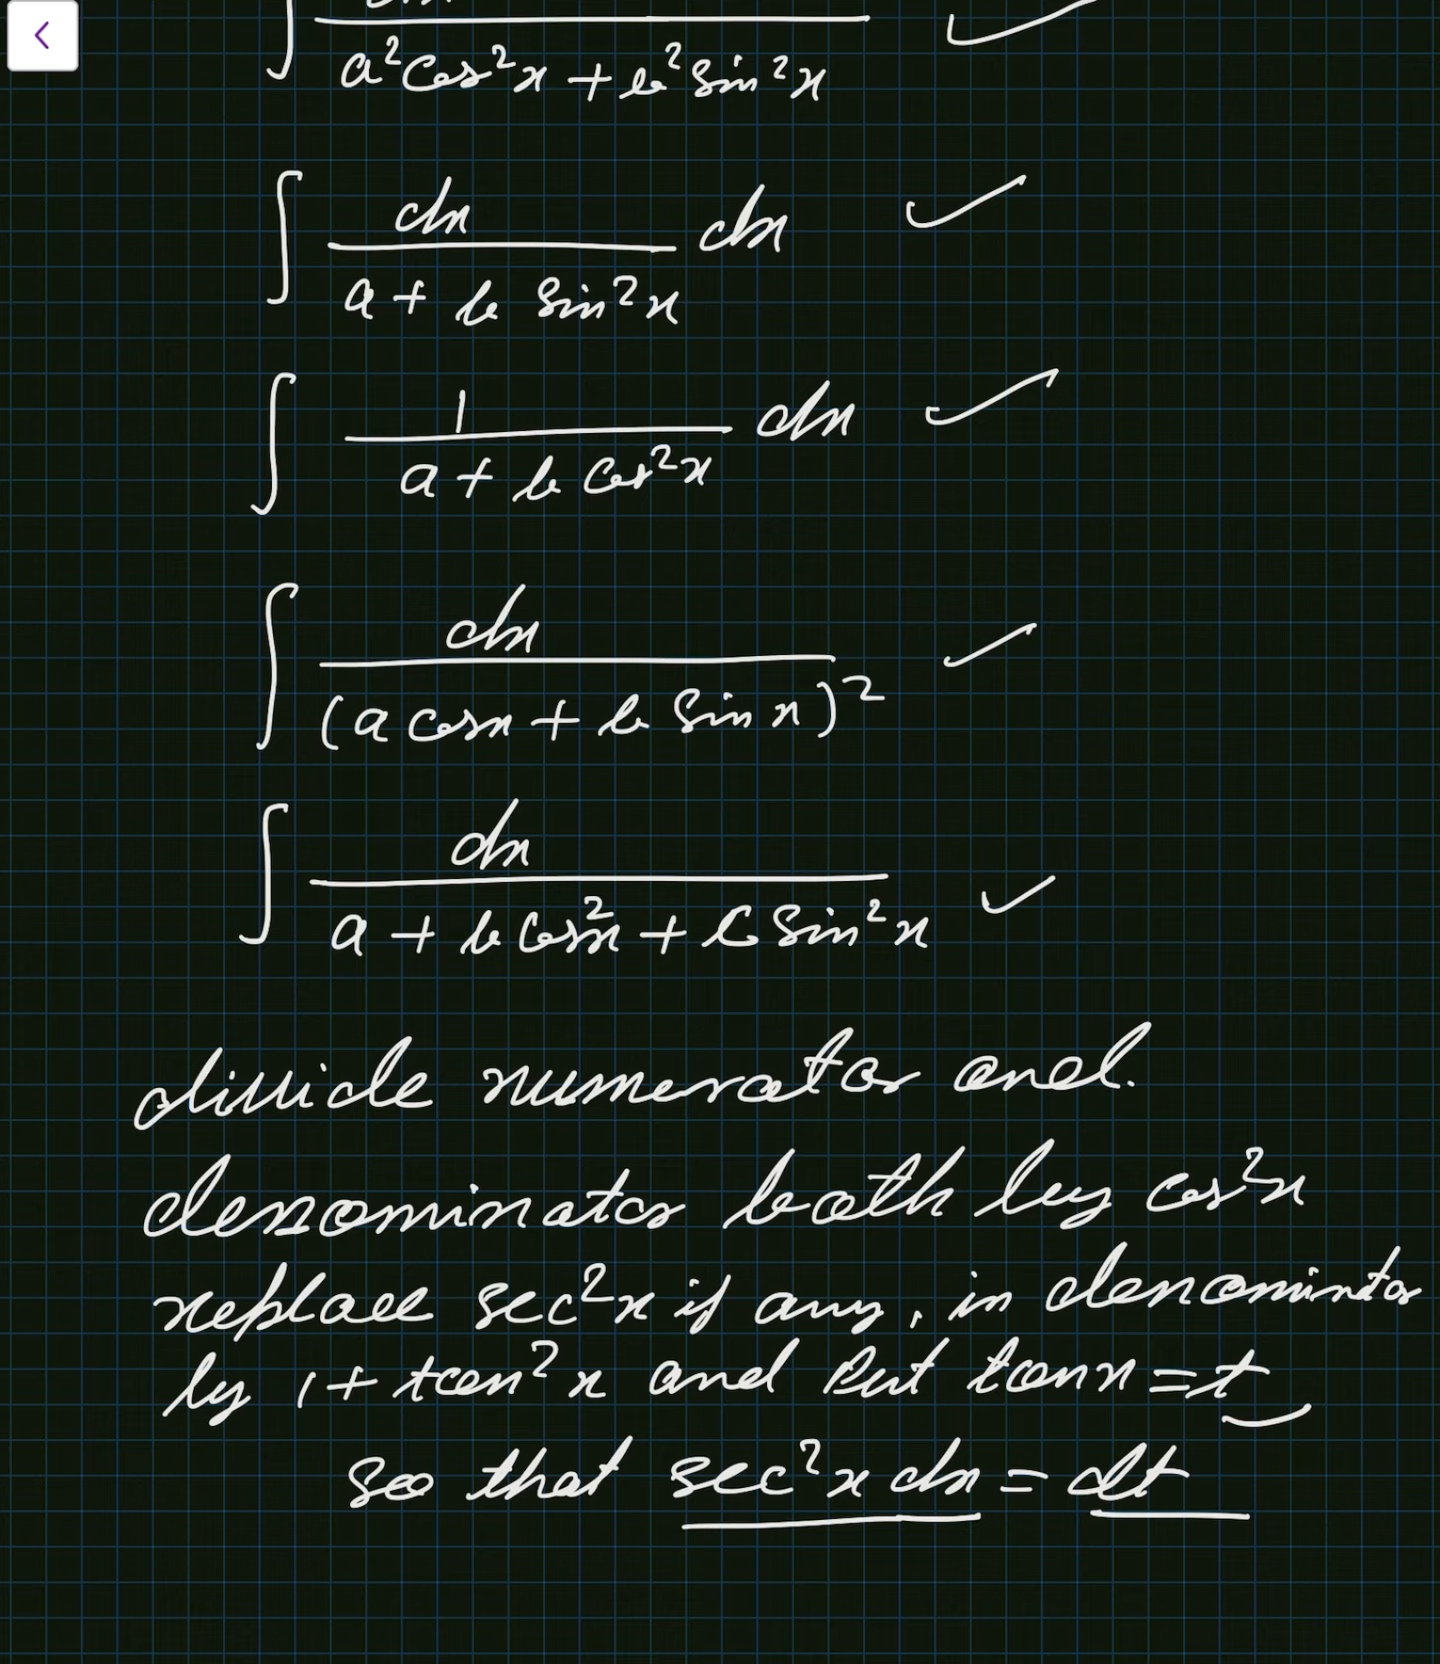 ∫ dx / (a²cos²x + b²sin²x)
∫ dx / (a + b sin²x) dx
∫ 1 / (a + b cos²x) dx
∫ dx / (a cosx + b sinx)²
∫ dx / (a + b cos²x + c sin²x)
divide numerator and.
denominator both by cos²x
replace sec²x if any, in denominator
by 1 + tan²x and Put tanx = t
so that sec²x dx = dt